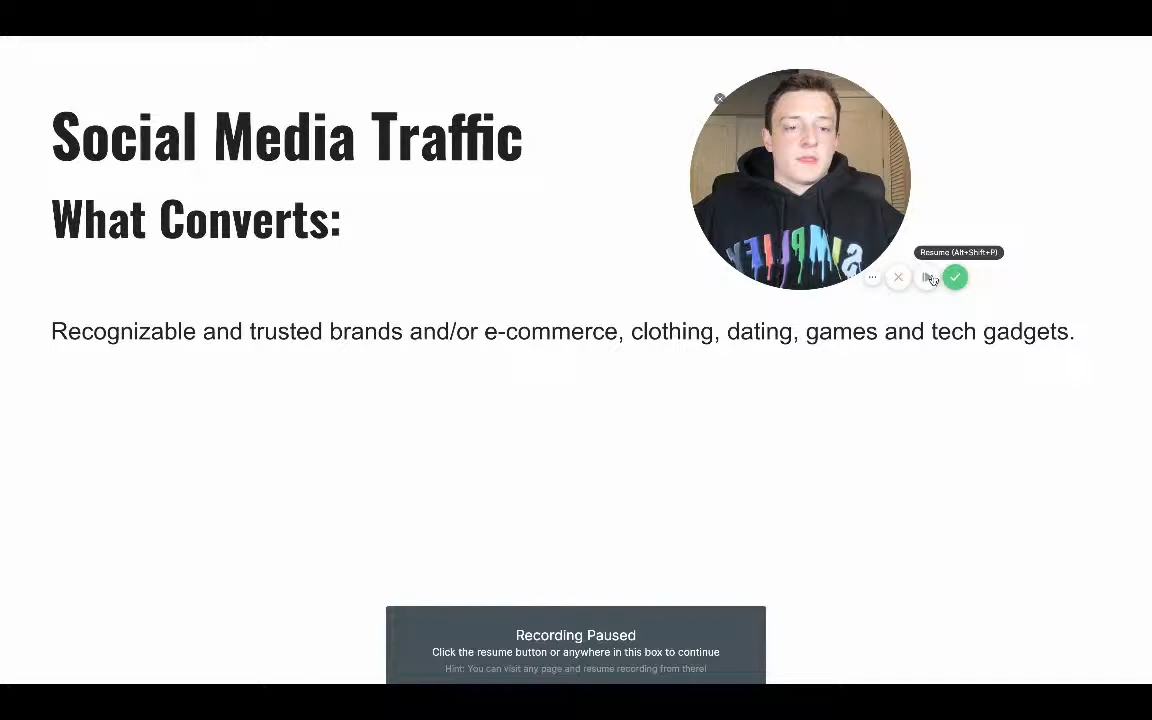 Social Media Traffic
What Converts:
SIMPLEX
Resume (Alt+Shift+P)
Recognizable and trusted brands and/or e-commerce, clothing, dating, games and tech gadgets.
Recording Paused
Click the resume button or anywhere in this box to continue
Hint: You can visit any page and resume recording from there!